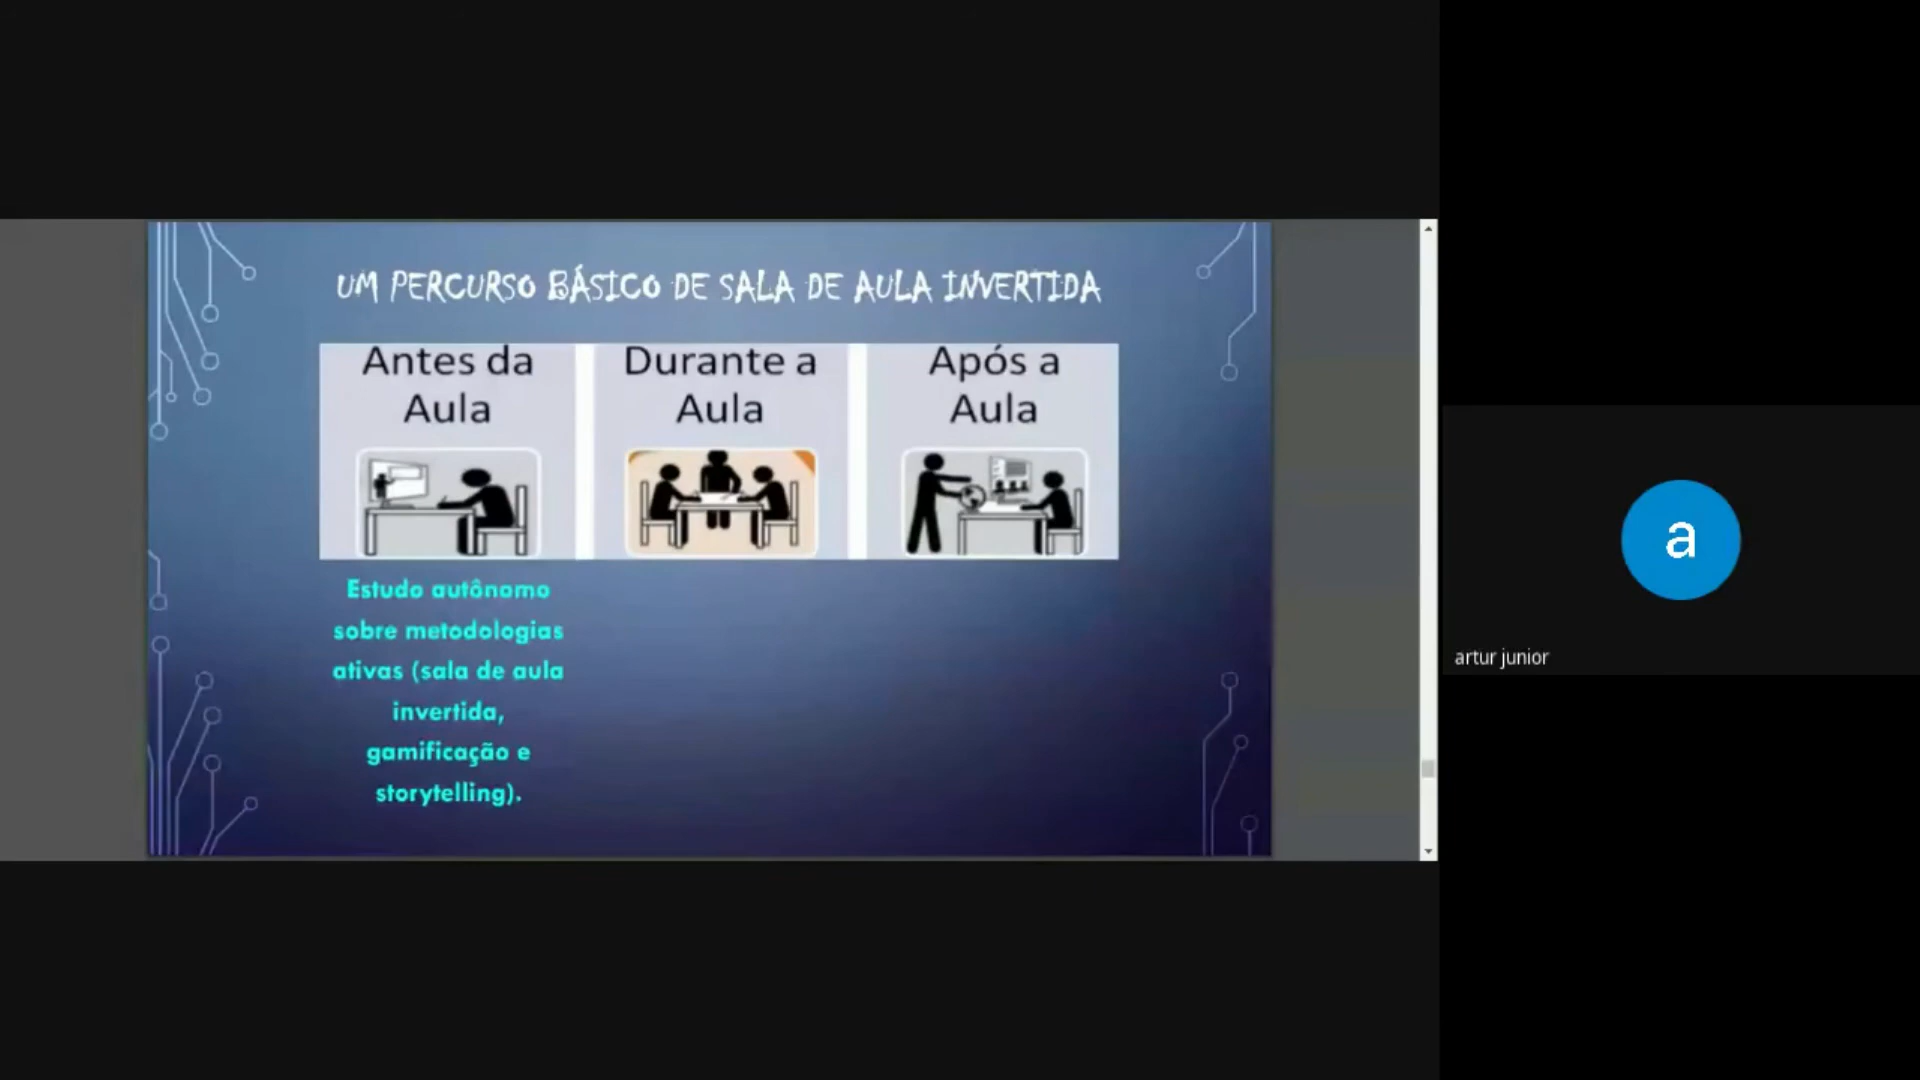 UM PERCURSO BÁSICO DE SALA DE AULA INVERTIDA
Antes da
Aula
Durante a
Aula
Após a
Aula
Estudo autônomo
sobre metodologias
ativas (sala de aula
invertida,
gamificação e
storytelling).
a
artur junior